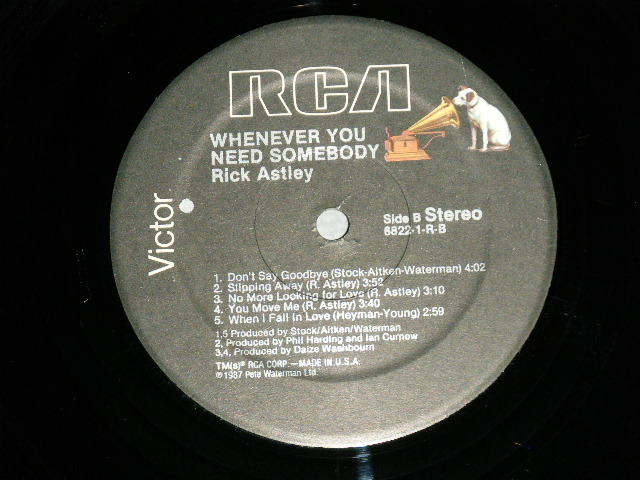 RCA
WHENEVER YOU
NEED SOMEBODY
Rick Astley
Victor
Side B Stereo
6822-1-R-B
1. Don't Say Goodbye (Stock-Aitken-Waterman) 4:02
2. Slipping Away (R. Astley) 3:52
3. No More Looking for Love (R. Astley) 3:10
4. You Move Me (R. Astley) 3:40
5. When I Fall in Love (Heyman-Young) 2:59
1,5 Produced by Stock/Aitken/Waterman
2, Produced by Phil Harding and Ian Curnow
3,4, Produced by Daize Washbourn
TM(s)® RCA CORP.—MADE IN U.S.A.
℗1987 Pete Waterman Ltd.